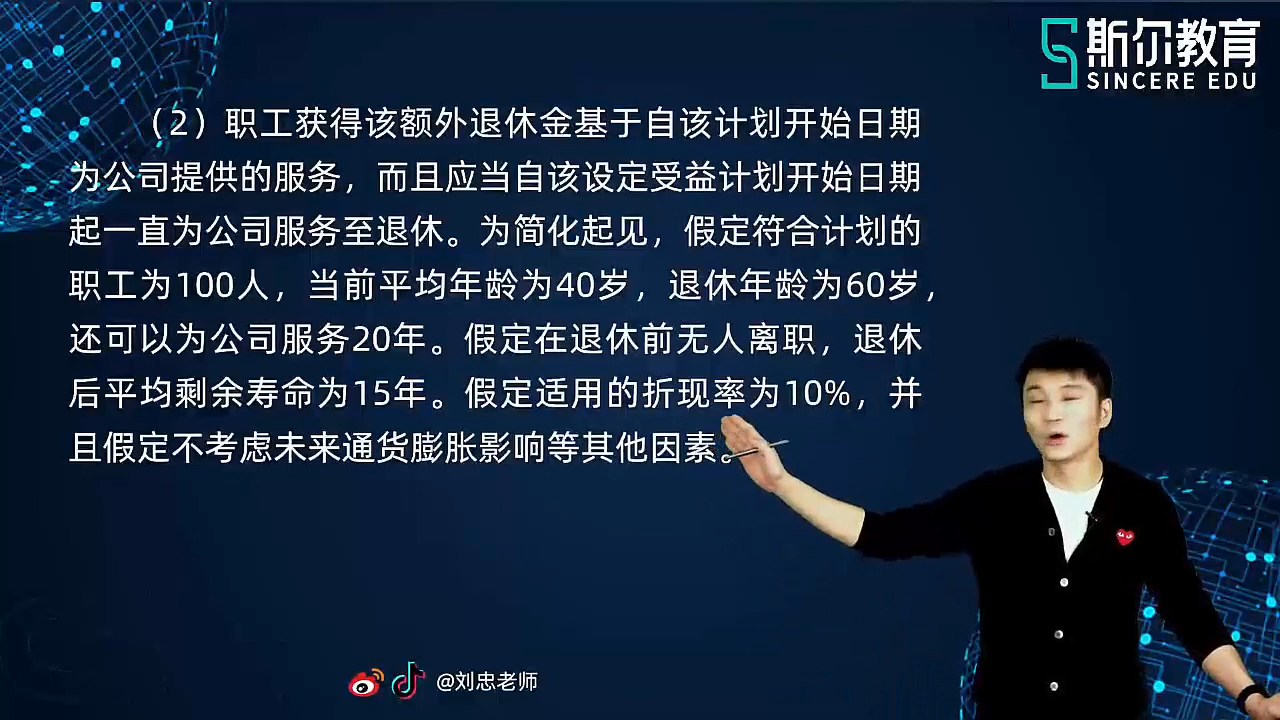 斯尔教育
SINCERE EDU
（2）职工获得该额外退休金基于自该计划开始日期
为公司提供的服务，而且应当自该设定受益计划开始日期
起一直为公司服务至退休。为简化起见，假定符合计划的
职工为100人，当前平均年龄为40岁，退休年龄为60岁，
还可以为公司服务20年。假定在退休前无人离职，退休
后平均剩余寿命为15年。假定适用的折现率为10%，并
且假定不考虑未来通货膨胀影响等其他因素。
@刘忠老师